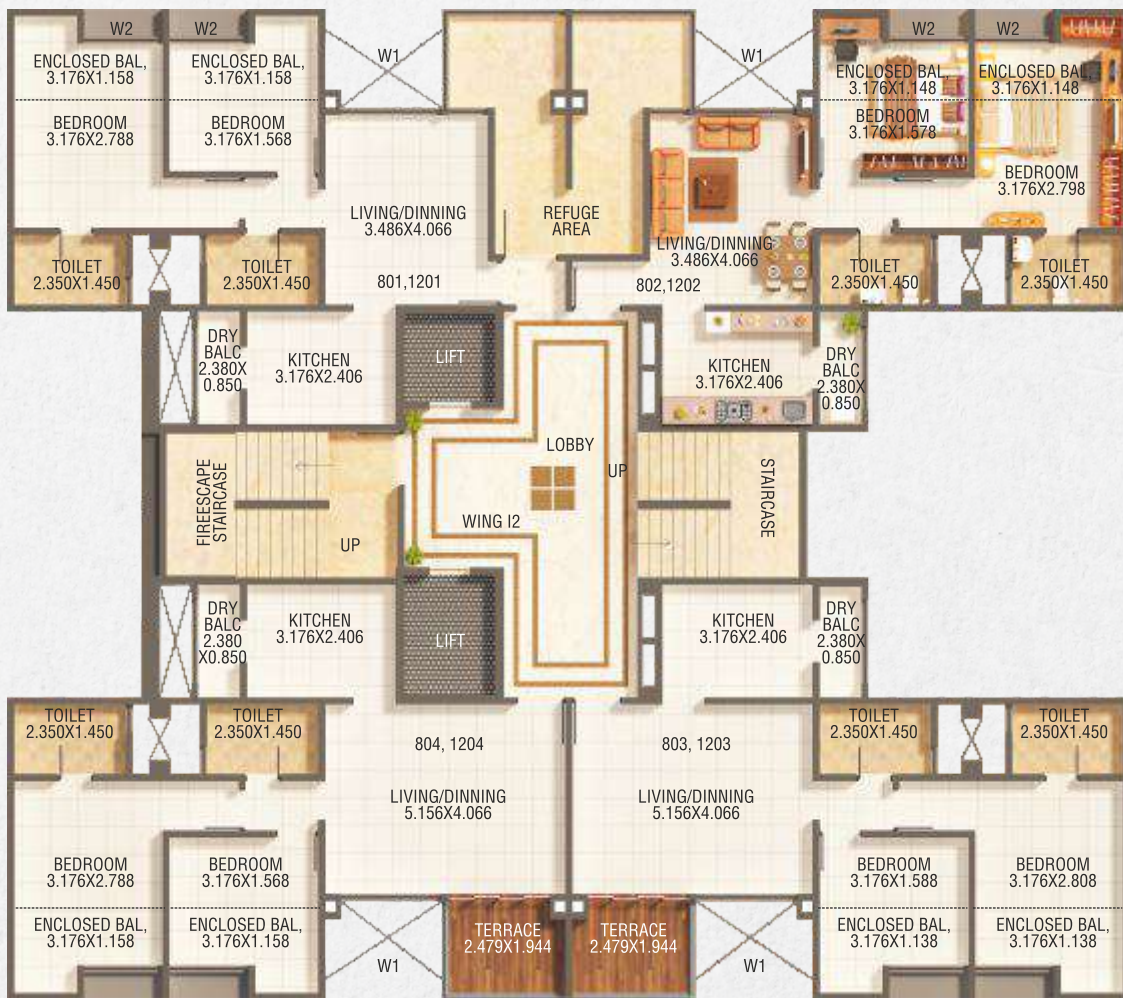 W2
W2
W1
W1
W2
W2
ENCLOSED BAL,
3.176X1.158
ENCLOSED BAL,
3.176X1.158
ENCLOSED BAL,
3.176X1.148
ENCLOSED BAL,
3.176X1.148
BEDROOM
3.176X2.788
BEDROOM
3.176X1.568
BEDROOM
3.176X1.578
BEDROOM
3.176X2.798
LIVING/DINNING
3.486X4.066
REFUGE
AREA
LIVING/DINNING
3.486X4.066
TOILET
2.350X1.450
TOILET
2.350X1.450
801,1201
802,1202
TOILET
2.350X1.450
TOILET
2.350X1.450
DRY
BALC
2.380X
0.850
KITCHEN
3.176X2.406
LIFT
KITCHEN
3.176X2.406
DRY
BALC
2.380X
0.850
FIREESCAPE
STAIRCASE
UP
LOBBY
WING I2
UP
STAIRCASE
DRY
BALC
2.380
X0.850
KITCHEN
3.176X2.406
LIFT
KITCHEN
3.176X2.406
DRY
BALC
2.380X
0.850
TOILET
2.350X1.450
TOILET
2.350X1.450
804, 1204
803, 1203
TOILET
2.350X1.450
TOILET
2.350X1.450
LIVING/DINNING
5.156X4.066
LIVING/DINNING
5.156X4.066
BEDROOM
3.176X2.788
BEDROOM
3.176X1.568
BEDROOM
3.176X1.588
BEDROOM
3.176X2.808
ENCLOSED BAL,
3.176X1.158
ENCLOSED BAL,
3.176X1.158
TERRACE
2.479X1.944
TERRACE
2.479X1.944
ENCLOSED BAL,
3.176X1.138
ENCLOSED BAL,
3.176X1.138
W1
W1